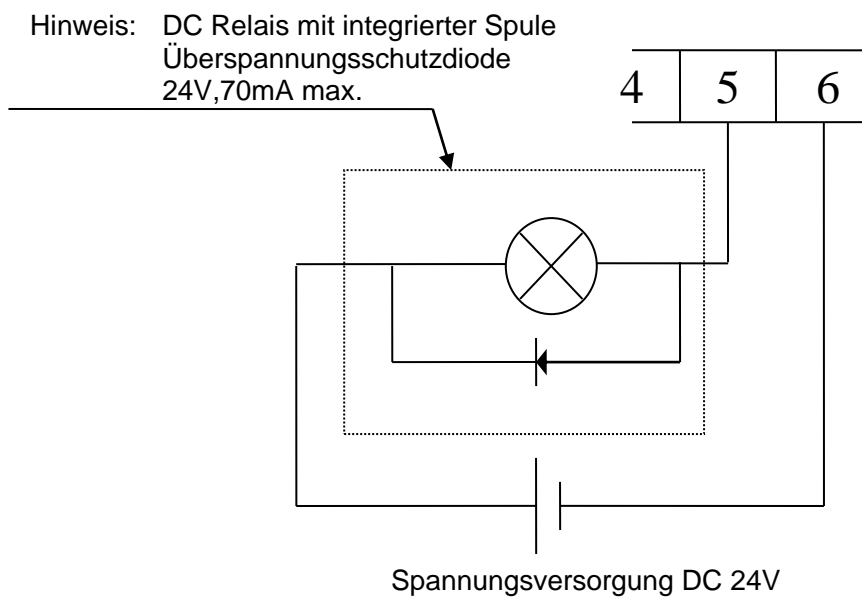 Hinweis: DC Relais mit integrierter Spule
Überspannungsschutzdiode
24V,70mA max.
4 5 6
Spannungsversorgung DC 24V